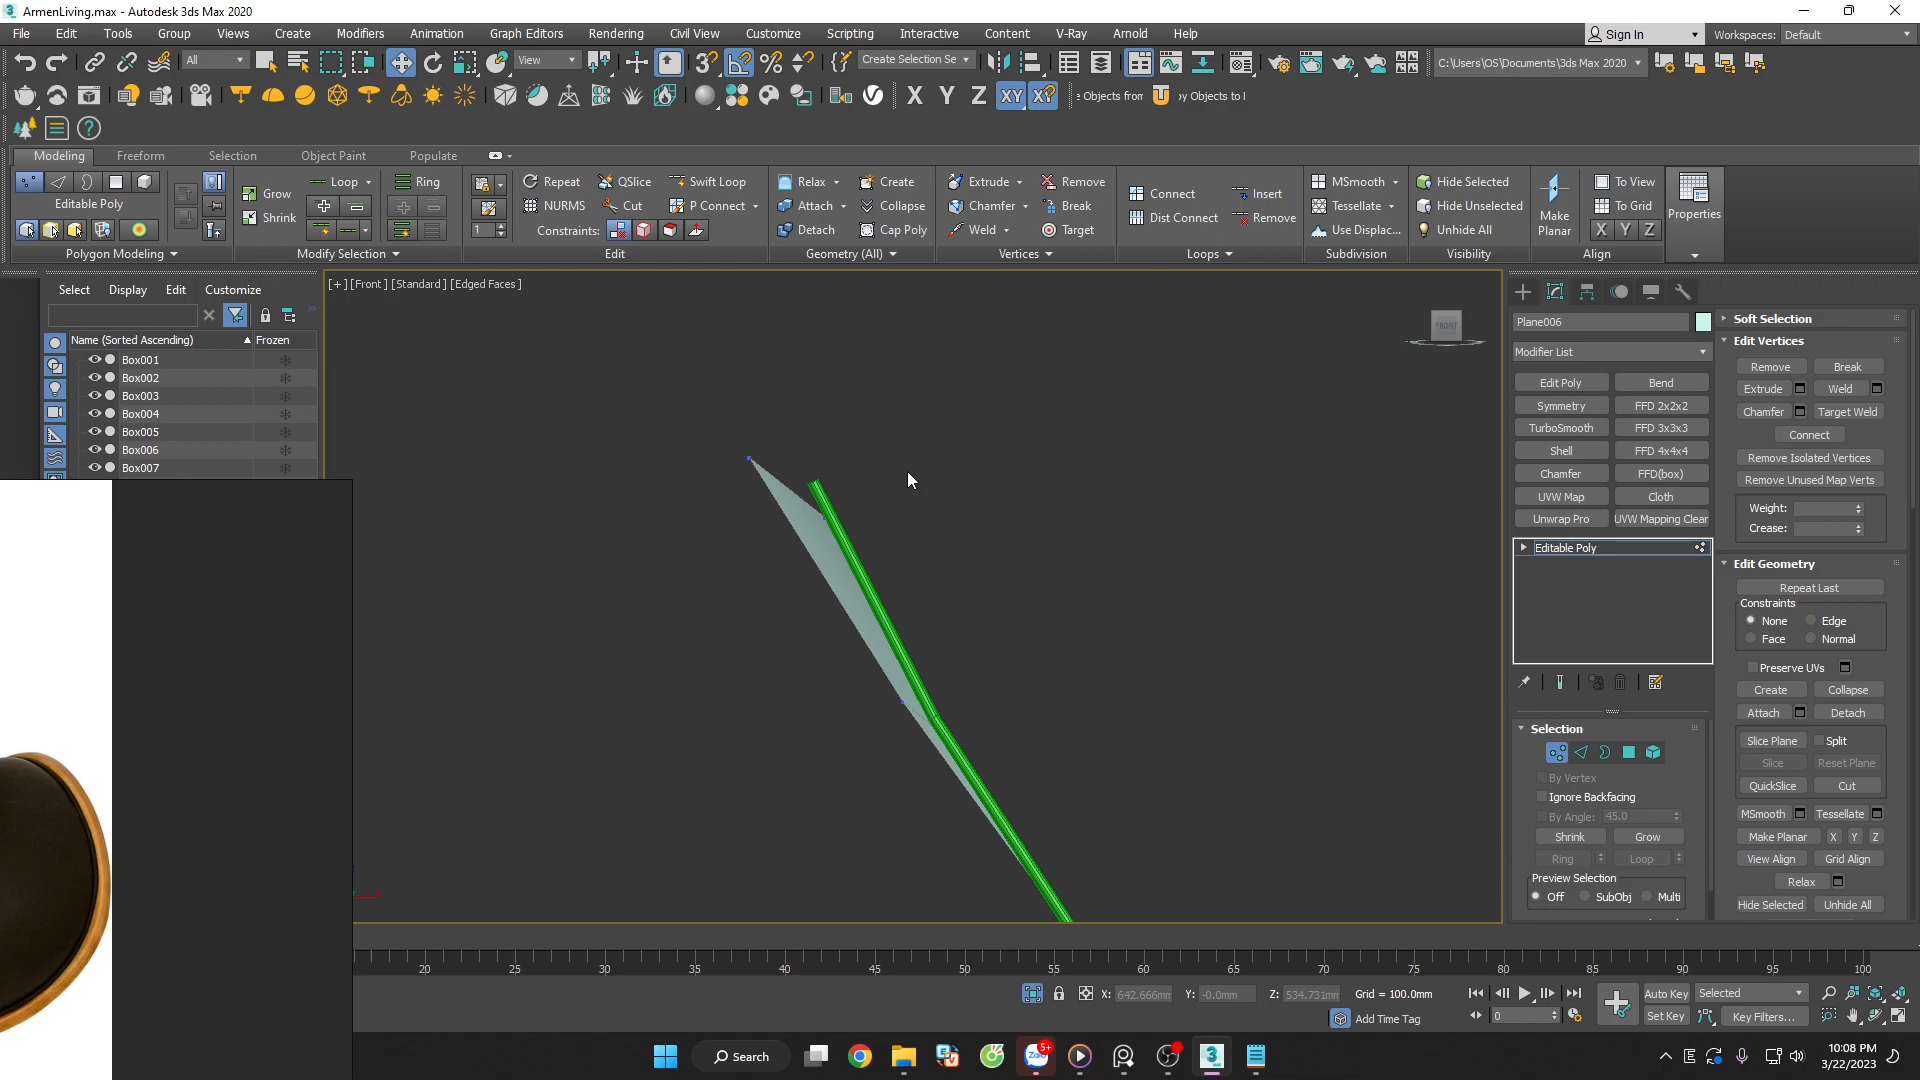 ArmenLiving.max - Autodesk 3ds Max 2020
File Edit Tools Group Views Create Modifiers Animation Graph Editors Rendering Civil View Customize Scripting Interactive Content V-Ray Arnold Help
Sign In Workspaces: Default
All View Create Selection Se C:\Users\OS\Documents\3ds Max 2020
X Y Z XY XY e Objects from by Objects to I
Modeling Freeform Selection Object Paint Populate
Loop Ring Repeat QSlice Swift Loop Relax Create Extrude Remove MSmooth Hide Selected To View
Editable Poly Grow Shrink NURMS Cut P Connect Attach Collapse Chamfer Break Connect Insert Tessellate Hide Unselected To Grid Make Planar Properties
1 Constraints: Detach Cap Poly Weld Target Dist Connect Remove Use Displac... Unhide All X Y Z
Polygon Modeling Modify Selection Edit Geometry (All) Vertices Loops Subdivision Visibility Align
Select Display Edit Customize
[+] [Front] [Standard] [Edged Faces]
Name (Sorted Ascending) Frozen
Box001
Box002
Box003
Box004
Box005
Box006
Box007
FRONT
Plane006
Modifier List
Edit Poly Bend
Symmetry FFD 2x2x2
TurboSmooth FFD 3x3x3
Shell FFD 4x4x4
Chamfer FFD(box)
UVW Map Cloth
Unwrap Pro UVW Mapping Clear
Editable Poly
Selection
By Vertex
Ignore Backfacing
By Angle: 45.0
Shrink Grow
Ring Loop
Preview Selection
Off SubObj Multi
Soft Selection
Edit Vertices
Remove Break
Extrude Weld
Chamfer Target Weld
Connect
Remove Isolated Vertices
Remove Unused Map Verts
Weight:
Crease:
Edit Geometry
Repeat Last
Constraints
None Edge
Face Normal
Preserve UVs
Create Collapse
Attach Detach
Slice Plane Split
Slice Reset Plane
QuickSlice Cut
MSmooth Tessellate
Make Planar X Y Z
View Align Grid Align
Relax
Hide Selected Unhide All
20 25 30 35 40 45 50 55 60 65 70 75 80 85 90 95 100
X: 642.666mm Y: -0.0mm Z: 534.731mm Grid = 100.0mm Auto Key Selected
Add Time Tag 0 Set Key Key Filters...
Search 5+ Zalo 3
10:08 PM
3/22/2023